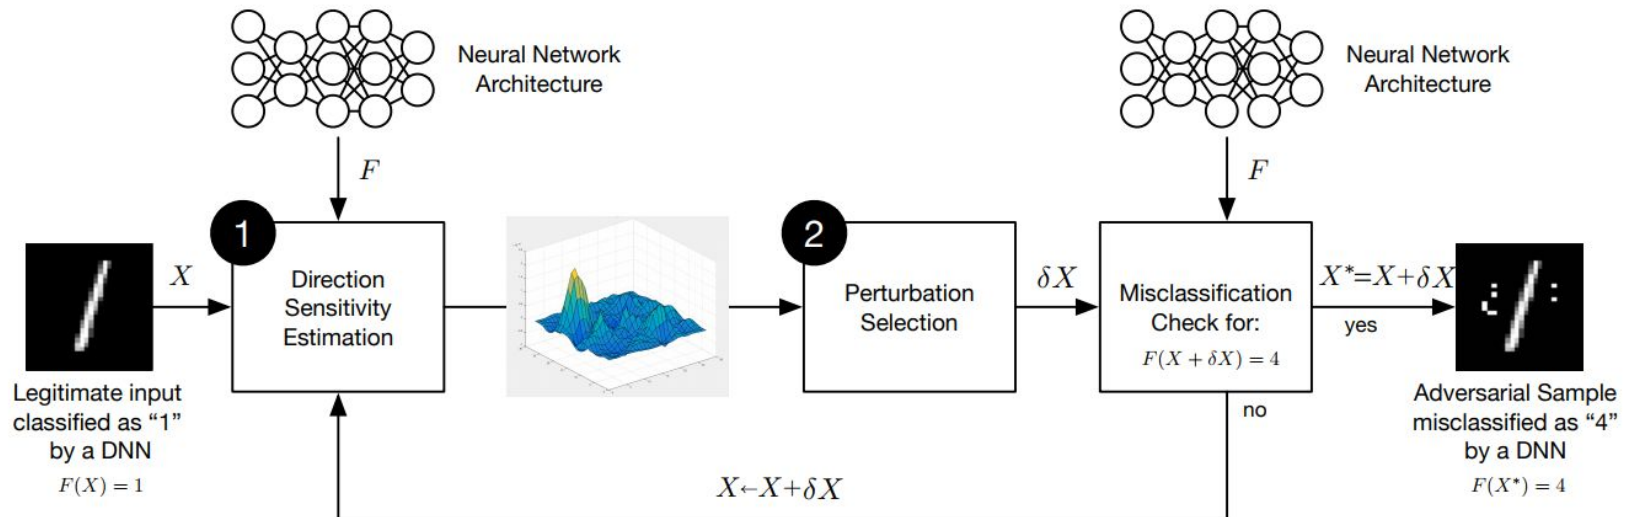 Neural Network
Architecture
Neural Network
Architecture
F
F
1
2
X
Direction
Sensitivity
Estimation
Perturbation
Selection
δX
Misclassification
Check for:
F(X + δX) = 4
X*=X+δX
yes
no
Legitimate input
classified as “1”
by a DNN
F(X) = 1
Adversarial Sample
misclassified as “4”
by a DNN
F(X*) = 4
X←X+δX